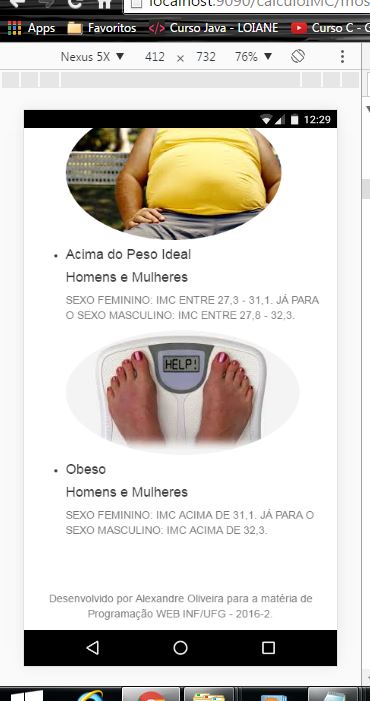 localhost:9090/calculoIMC/mos
Apps Favoritos Curso Java - LOIANE Curso C - G
Nexus 5X ▼ 412 × 732 76% ▼
12:29
• Acima do Peso Ideal
Homens e Mulheres
SEXO FEMININO: IMC ENTRE 27,3 - 31,1. JÁ PARA
O SEXO MASCULINO: IMC ENTRE 27,8 - 32,3.
HELP!
• Obeso
Homens e Mulheres
SEXO FEMININO: IMC ACIMA DE 31,1. JÁ PARA O
SEXO MASCULINO: IMC ACIMA DE 32,3.
Desenvolvido por Alexandre Oliveira para a matéria de
Programação WEB INF/UFG - 2016-2.